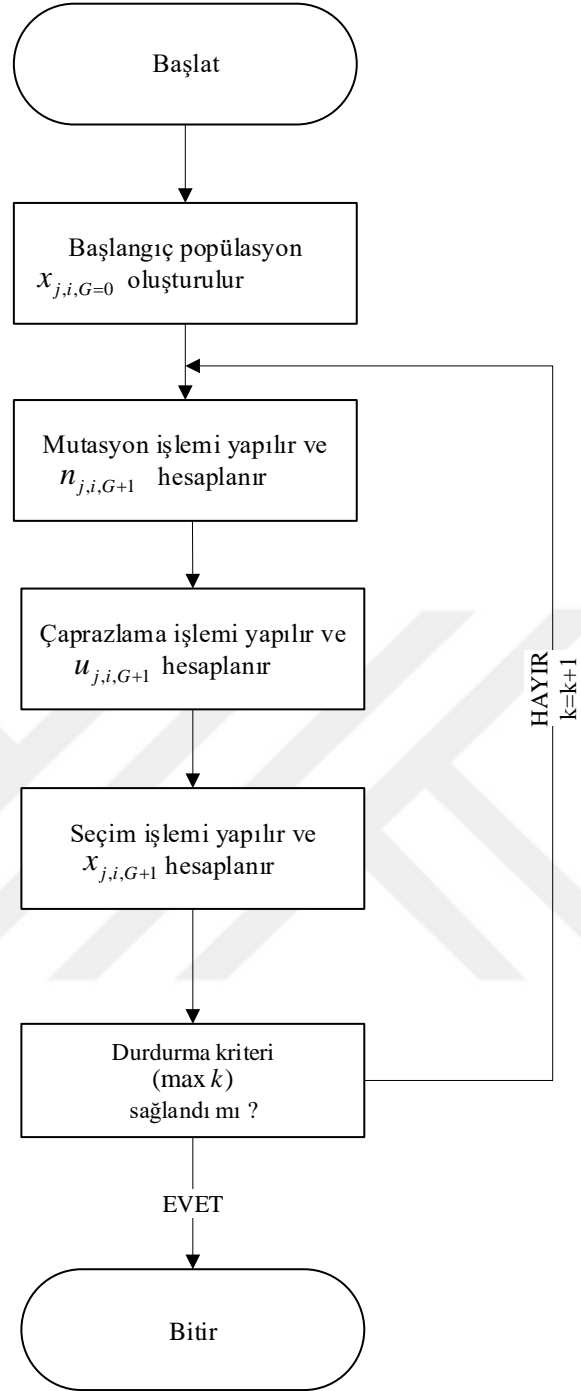 Başlat
Başlangıç popülasyon
x_{j,i,G=0} oluşturulur
Mutasyon işlemi yapılır ve
n_{j,i,G+1} hesaplanır
Çaprazlama işlemi yapılır ve
u_{j,i,G+1} hesaplanır
HAYIR
k=k+1
Seçim işlemi yapılır ve
x_{j,i,G+1} hesaplanır
Durdurma kriteri
(max k)
sağlandı mı ?
EVET
Bitir